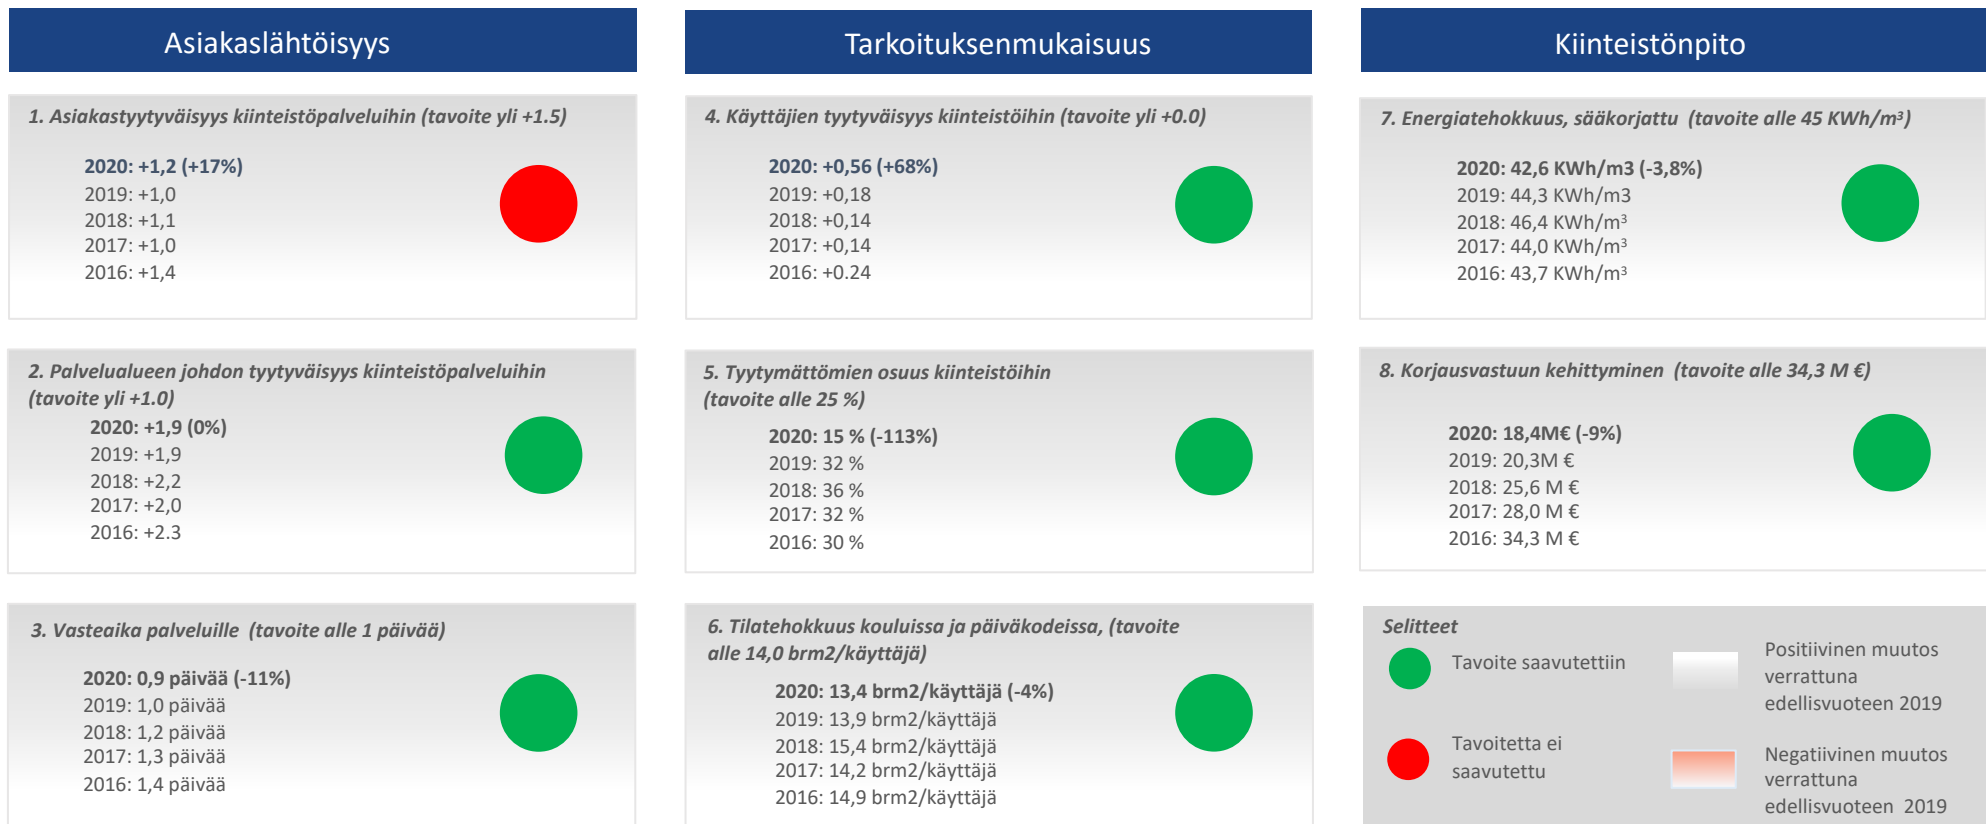 Asiakaslähtöisyys
1. Asiakastyytyväisyys kiinteistöpalveluihin (tavoite yli +1.5)
2020: +1,2 (+17%)
2019: +1,0
2018: +1,1
2017: +1,0
2016: +1,4
2. Palvelualueen johdon tyytyväisyys kiinteistöpalveluihin
(tavoite yli +1.0)
2020: +1,9 (0%)
2019: +1,9
2018: +2,2
2017: +2,0
2016: +2.3
3. Vasteaika palveluille (tavoite alle 1 päivää)
2020: 0,9 päivää (-11%)
2019: 1,0 päivää
2018: 1,2 päivää
2017: 1,3 päivää
2016: 1,4 päivää
Tarkoituksenmukaisuus
4. Käyttäjien tyytyväisyys kiinteistöihin (tavoite yli +0.0)
2020: +0,56 (+68%)
2019: +0,18
2018: +0,14
2017: +0,14
2016: +0.24
5. Tyytymättömien osuus kiinteistöihin
(tavoite alle 25 %)
2020: 15 % (-113%)
2019: 32 %
2018: 36 %
2017: 32 %
2016: 30 %
6. Tilatehokkuus kouluissa ja päiväkodeissa, (tavoite
alle 14,0 brm2/käyttäjä)
2020: 13,4 brm2/käyttäjä (-4%)
2019: 13,9 brm2/käyttäjä
2018: 15,4 brm2/käyttäjä
2017: 14,2 brm2/käyttäjä
2016: 14,9 brm2/käyttäjä
Kiinteistönpito
7. Energiatehokkuus, sääkorjattu (tavoite alle 45 KWh/m³)
2020: 42,6 KWh/m3 (-3,8%)
2019: 44,3 KWh/m3
2018: 46,4 KWh/m³
2017: 44,0 KWh/m³
2016: 43,7 KWh/m³
8. Korjausvastuun kehittyminen (tavoite alle 34,3 M €)
2020: 18,4M€ (-9%)
2019: 20,3M €
2018: 25,6 M €
2017: 28,0 M €
2016: 34,3 M €
Selitteet
Tavoite saavutettiin
Tavoitetta ei
saavutettu
Positiivinen muutos
verrattuna
edellisvuoteen 2019
Negatiivinen muutos
verrattuna
edellisvuoteen 2019